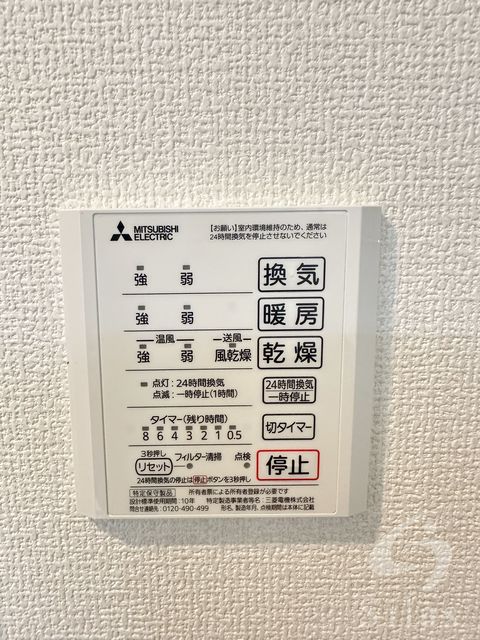 MITSUBISHI
ELECTRIC
【お願い】室内環境維持のため、通常は
24時間換気を停止させないでください
強 弱 換気
強 弱 暖房
温風 送風
強 弱 風乾燥 乾燥
点灯：24時間換気
点滅：一時停止(1時間)
24時間換気
一時停止
タイマー(残り時間)
8 6 4 3 2 1 0.5
切タイマー
3秒押し
リセット フィルター清掃 点検
停止
24時間換気の停止は停止ボタンを3秒押し
特定保守製品 所有者票による所有者登録が必要です
設計標準使用期間：10年 特定製造事業者等名：三菱電機株式会社
問合せ連絡先：0120-490-499 形名、製造年月、点検期間は本体に記載